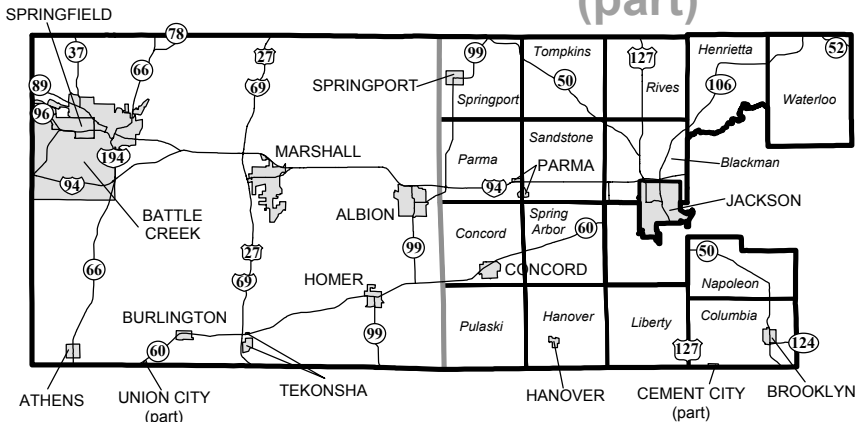 (part)
SPRINGFIELD
78
37
66
89
96
194
94
BATTLE
CREEK
66
27
69
MARSHALL
27
69
SPRINGPORT
99
Springport
Tompkins
50
127
Rives
Henrietta
106
52
Waterloo
Parma
Sandstone
PARMA
94
Blackman
JACKSON
ALBION
99
Concord
Spring
Arbor
60
CONCORD
50
Napoleon
HOMER
99
BURLINGTON
60
Pulaski
Hanover
Liberty
127
Columbia
124
ATHENS
UNION CITY
(part)
TEKONSHA
HANOVER
CEMENT CITY
(part)
BROOKLYN